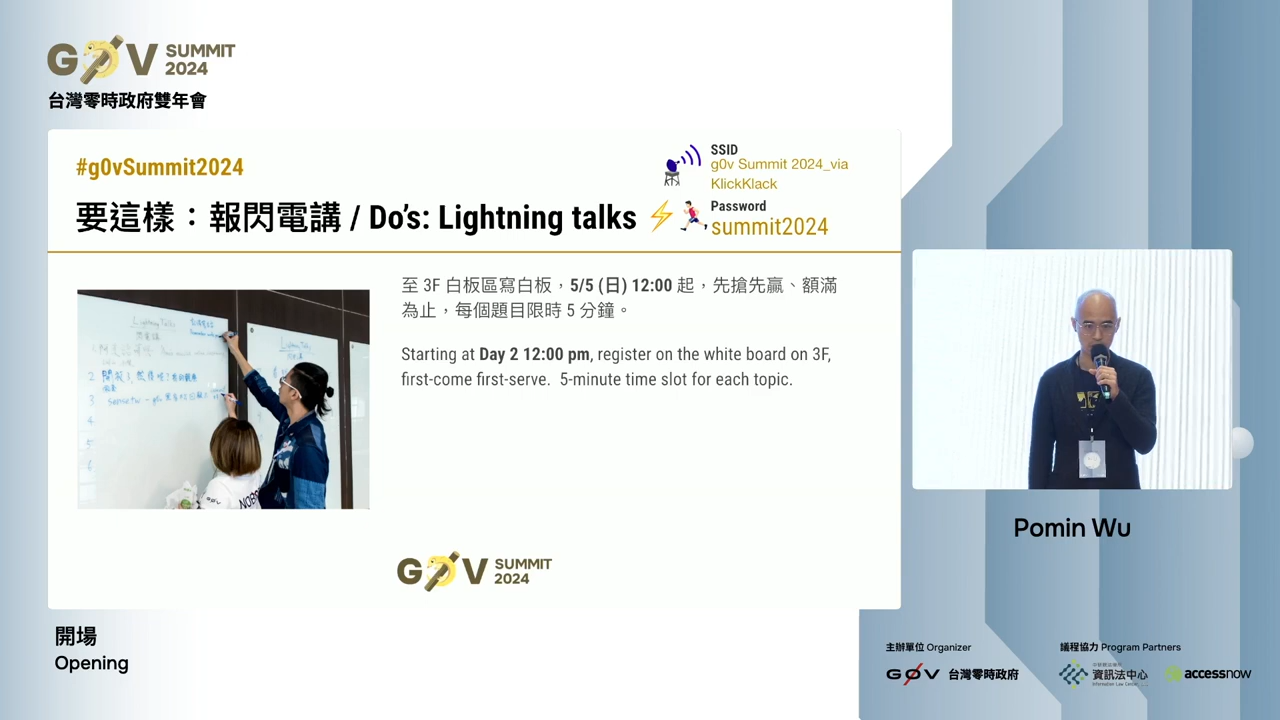 G0V SUMMIT 2024
台灣零時政府雙年會
#g0vSummit2024
SSID
g0v Summit 2024_via
KlickKlack
Password
summit2024
要這樣：報閃電講 / Do's: Lightning talks
至 3F 白板區寫白板，5/5 (日) 12:00 起，先搶先贏、額滿
為止，每個題目限時 5 分鐘。
Starting at Day 2 12:00 pm, register on the white board on 3F,
first-come first-serve. 5-minute time slot for each topic.
Lightning Talks
G0V SUMMIT 2024
Pomin Wu
開場
Opening
主辦單位 Organizer
G0V 台灣零時政府
議程協力 Program Partners
資訊法中心
Information Law Center
accessnow